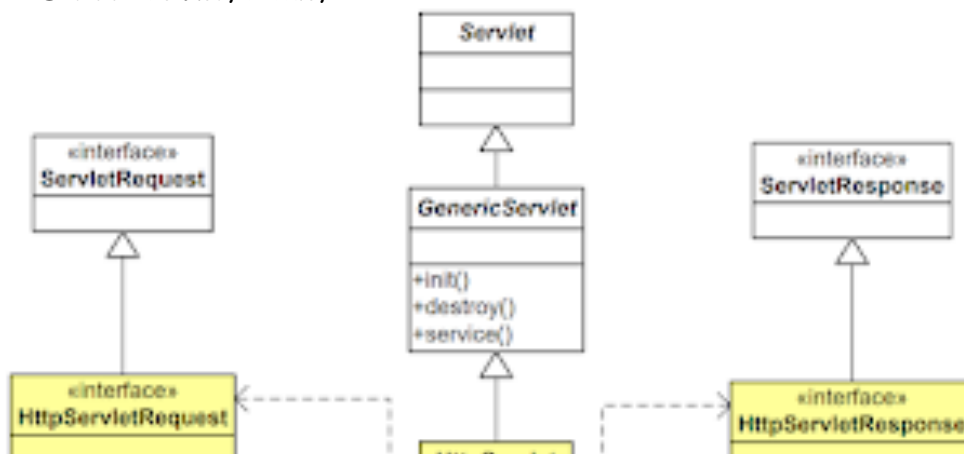 Servlet
«interface»
ServletRequest
«interface»
ServletResponse
GenericServlet
+init()
+destroy()
+service()
«interface»
HttpServletRequest
«interface»
HttpServletResponse